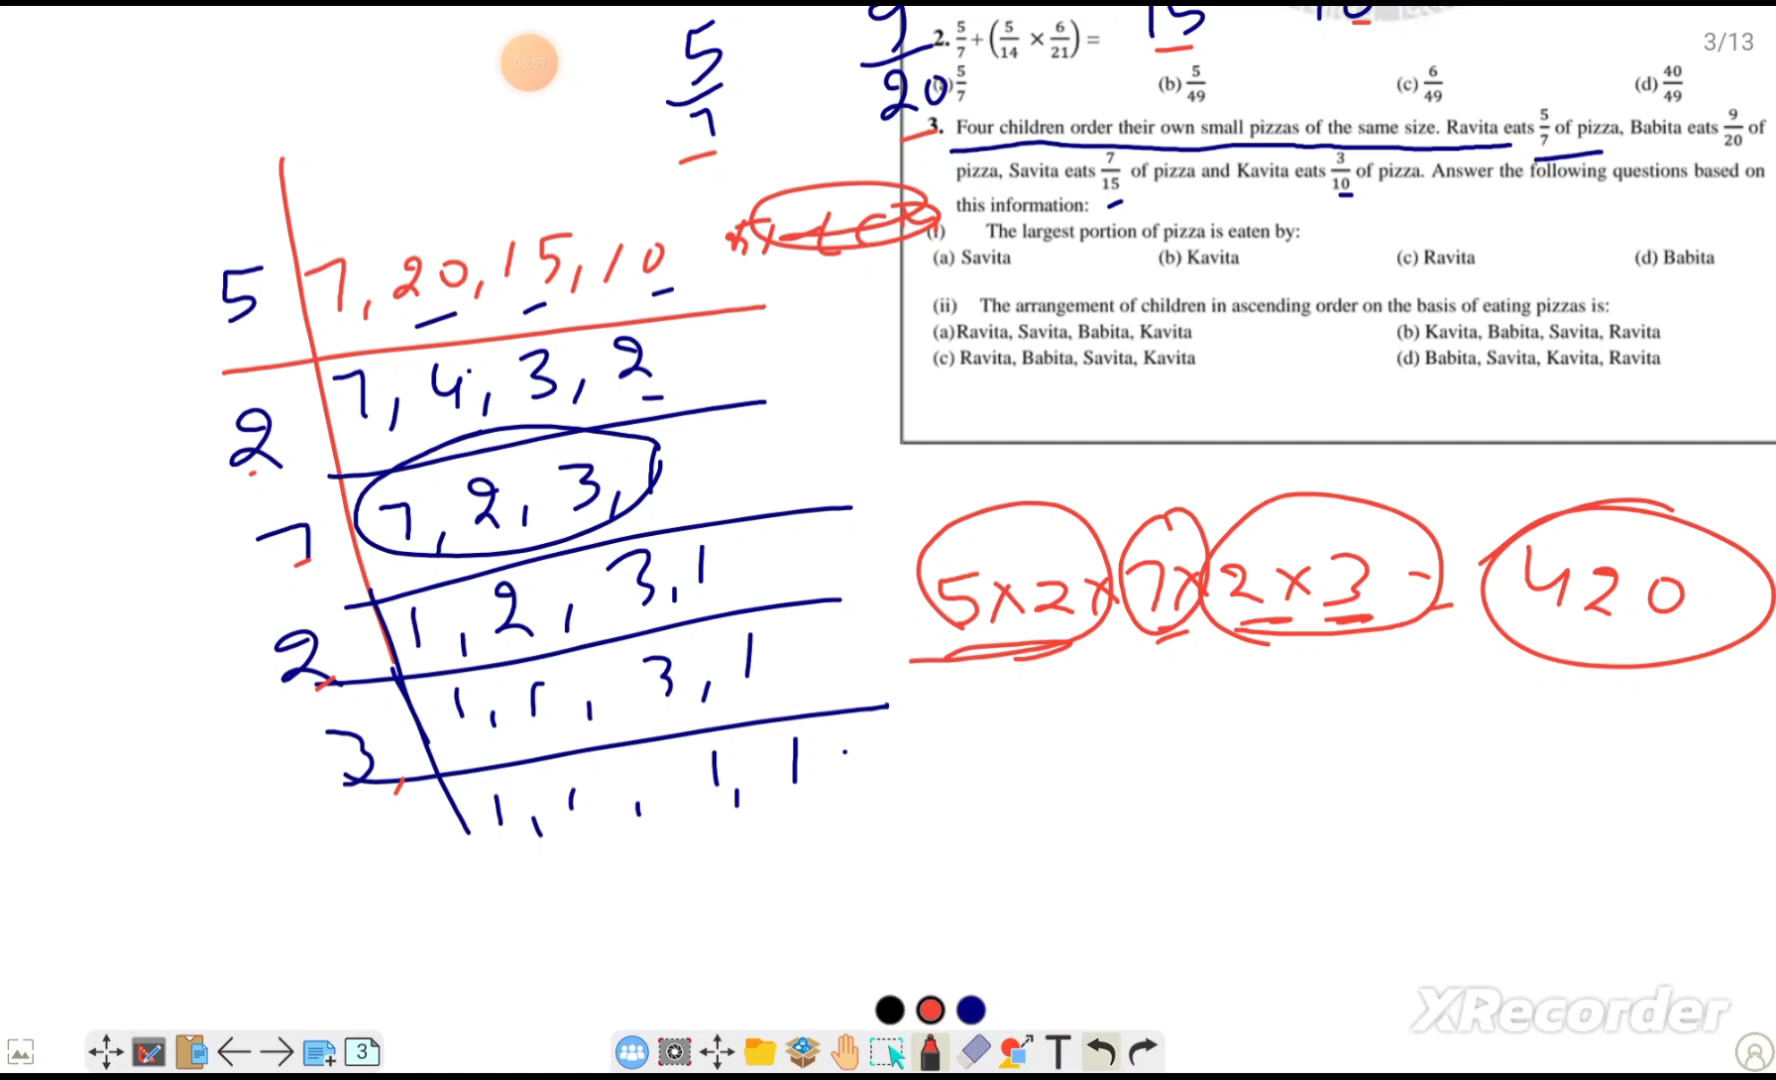 08:59
5/7
9/20
15
3/13
2. 5/7 + (5/14 × 6/21) =
5/7 (b) 5/49 (c) 6/49 (d) 40/49
3. Four children order their own small pizzas of the same size. Ravita eats 5/7 of pizza, Babita eats 9/20 of
pizza, Savita eats 7/15 of pizza and Kavita eats 3/10 of pizza. Answer the following questions based on
this information:
(i) The largest portion of pizza is eaten by:
(a) Savita (b) Kavita (c) Ravita (d) Babita
(ii) The arrangement of children in ascending order on the basis of eating pizzas is:
(a)Ravita, Savita, Babita, Kavita (b) Kavita, Babita, Savita, Ravita
(c) Ravita, Babita, Savita, Kavita (d) Babita, Savita, Kavita, Ravita
5 7, 20, 15, 10
2 7, 4, 3, 2
7 7, 2, 3, 1
2 1, 2, 3, 1
3 1, 1, 3, 1
1, 1, 1, 1
5×2×7×2×3 = 420
XRecorder
3
T